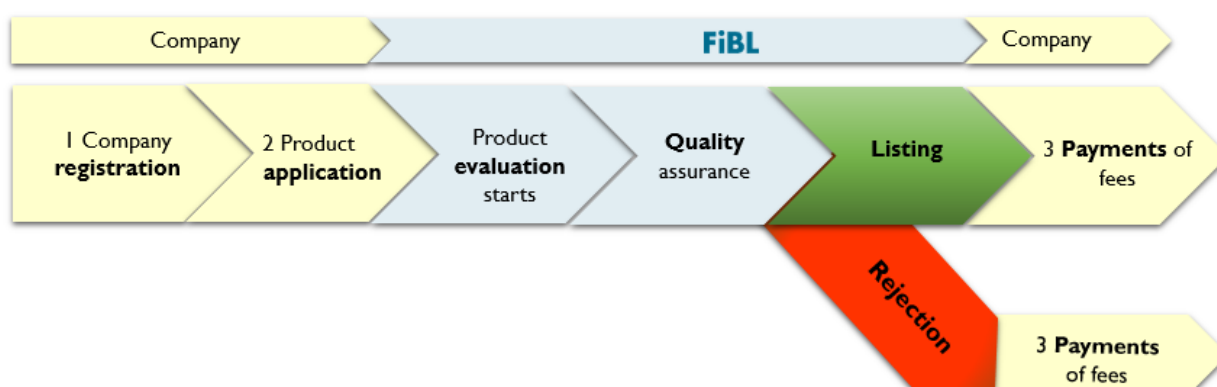 Company
FiBL
Company
1 Company
registration
2 Product
application
Product
evaluation
starts
Quality
assurance
Listing
3 Payments of
fees
Rejection
3 Payments
of fees